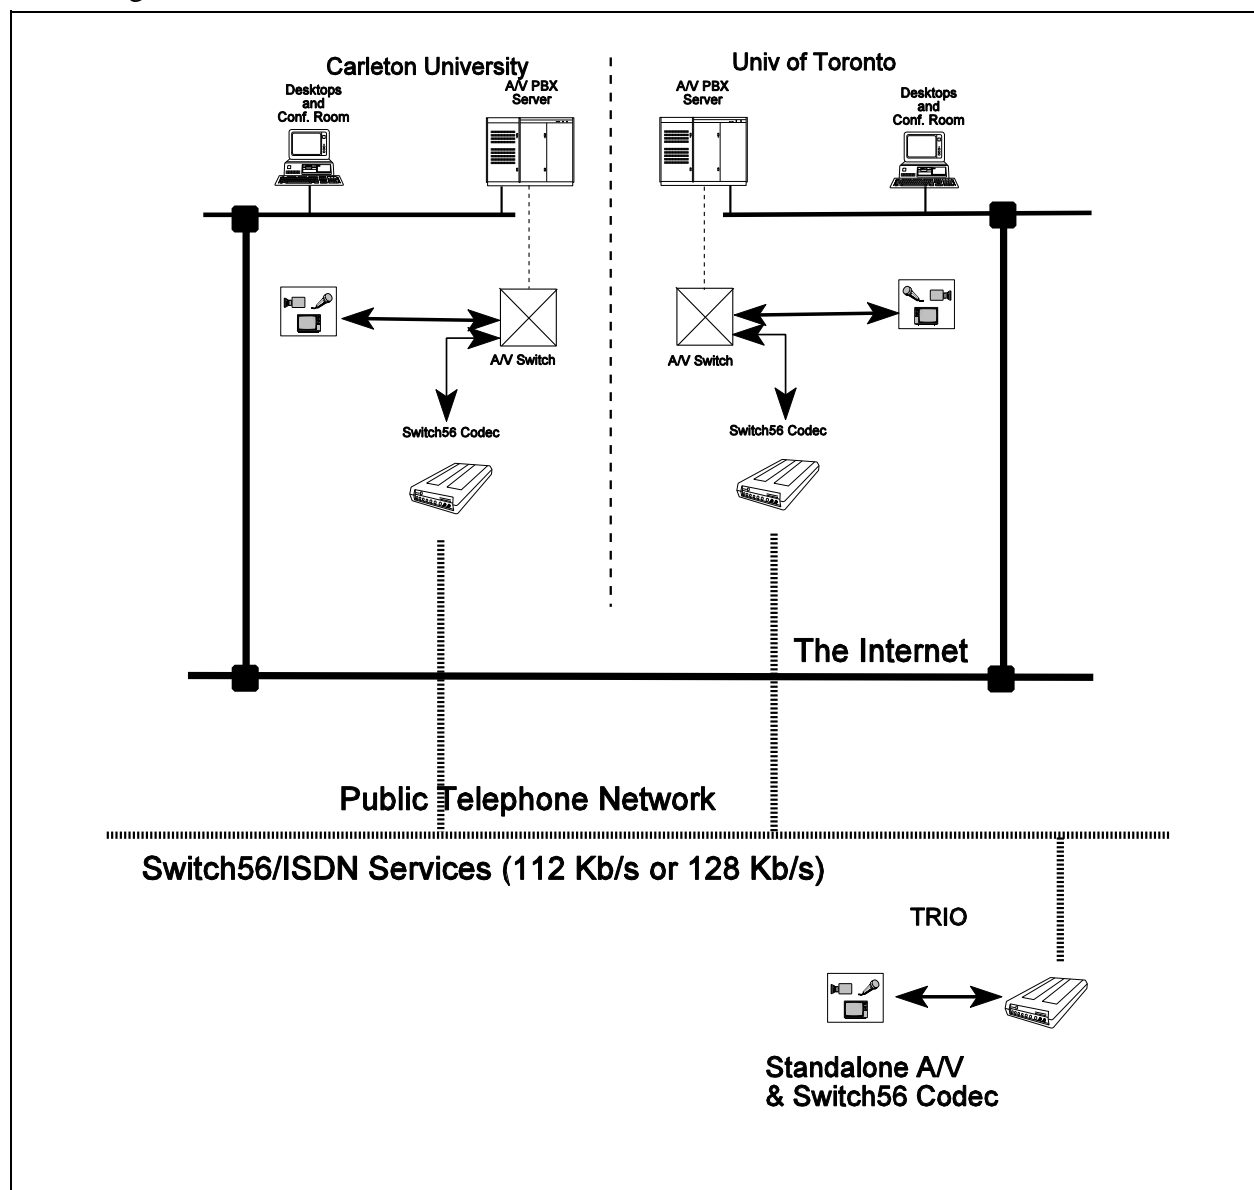 Carleton University
Univ of Toronto
Desktops
and
Conf. Room
A/V PBX
Server
A/V PBX
Server
Desktops
and
Conf. Room
A/V Switch
A/V Switch
Switch56 Codec
Switch56 Codec
The Internet
Public Telephone Network
Switch56/ISDN Services (112 Kb/s or 128 Kb/s)
TRIO
Standalone A/V
& Switch56 Codec